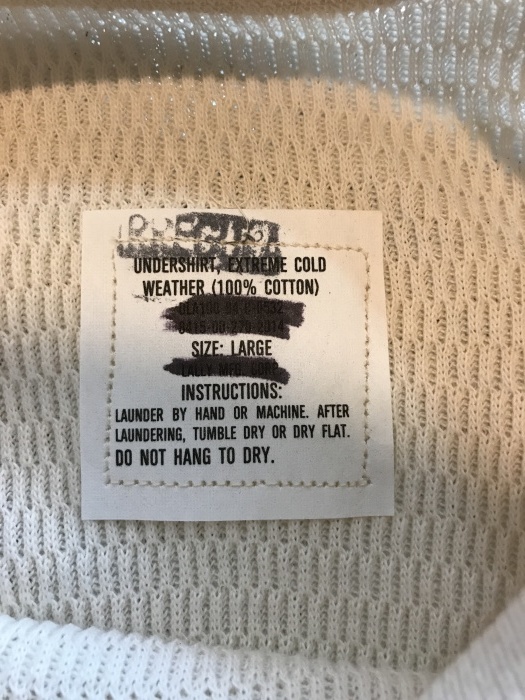 UNDERSHIRT, EXTREME COLD
WEATHER (100% COTTON)
SIZE: LARGE
INSTRUCTIONS:
LAUNDER BY HAND OR MACHINE. AFTER
LAUNDERING, TUMBLE DRY OR DRY FLAT.
DO NOT HANG TO DRY.